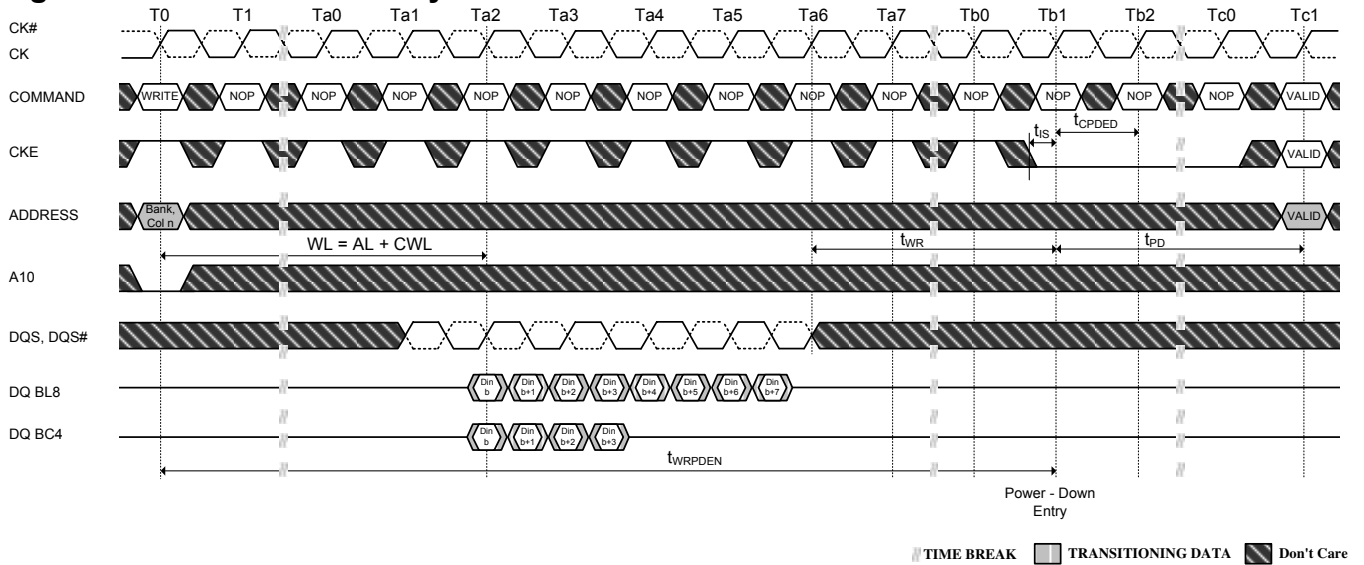 T0 T1 Ta0 Ta1 Ta2 Ta3 Ta4 Ta5 Ta6 Ta7 Tb0 Tb1 Tb2 Tc0 Tc1
CK#
CK
COMMAND WRITE NOP NOP NOP NOP NOP NOP NOP NOP NOP NOP NOP NOP NOP VALID
tIS tCPDED
CKE VALID
ADDRESS Bank, Col n VALID
WL = AL + CWL tWR tPD
A10
DQS, DQS#
DQ BL8 Din b Din b+1 Din b+2 Din b+3 Din b+4 Din b+5 Din b+6 Din b+7
DQ BC4 Din b Din b+1 Din b+2 Din b+3
tWRPDEN
Power - Down
Entry
TIME BREAK TRANSITIONING DATA Don't Care